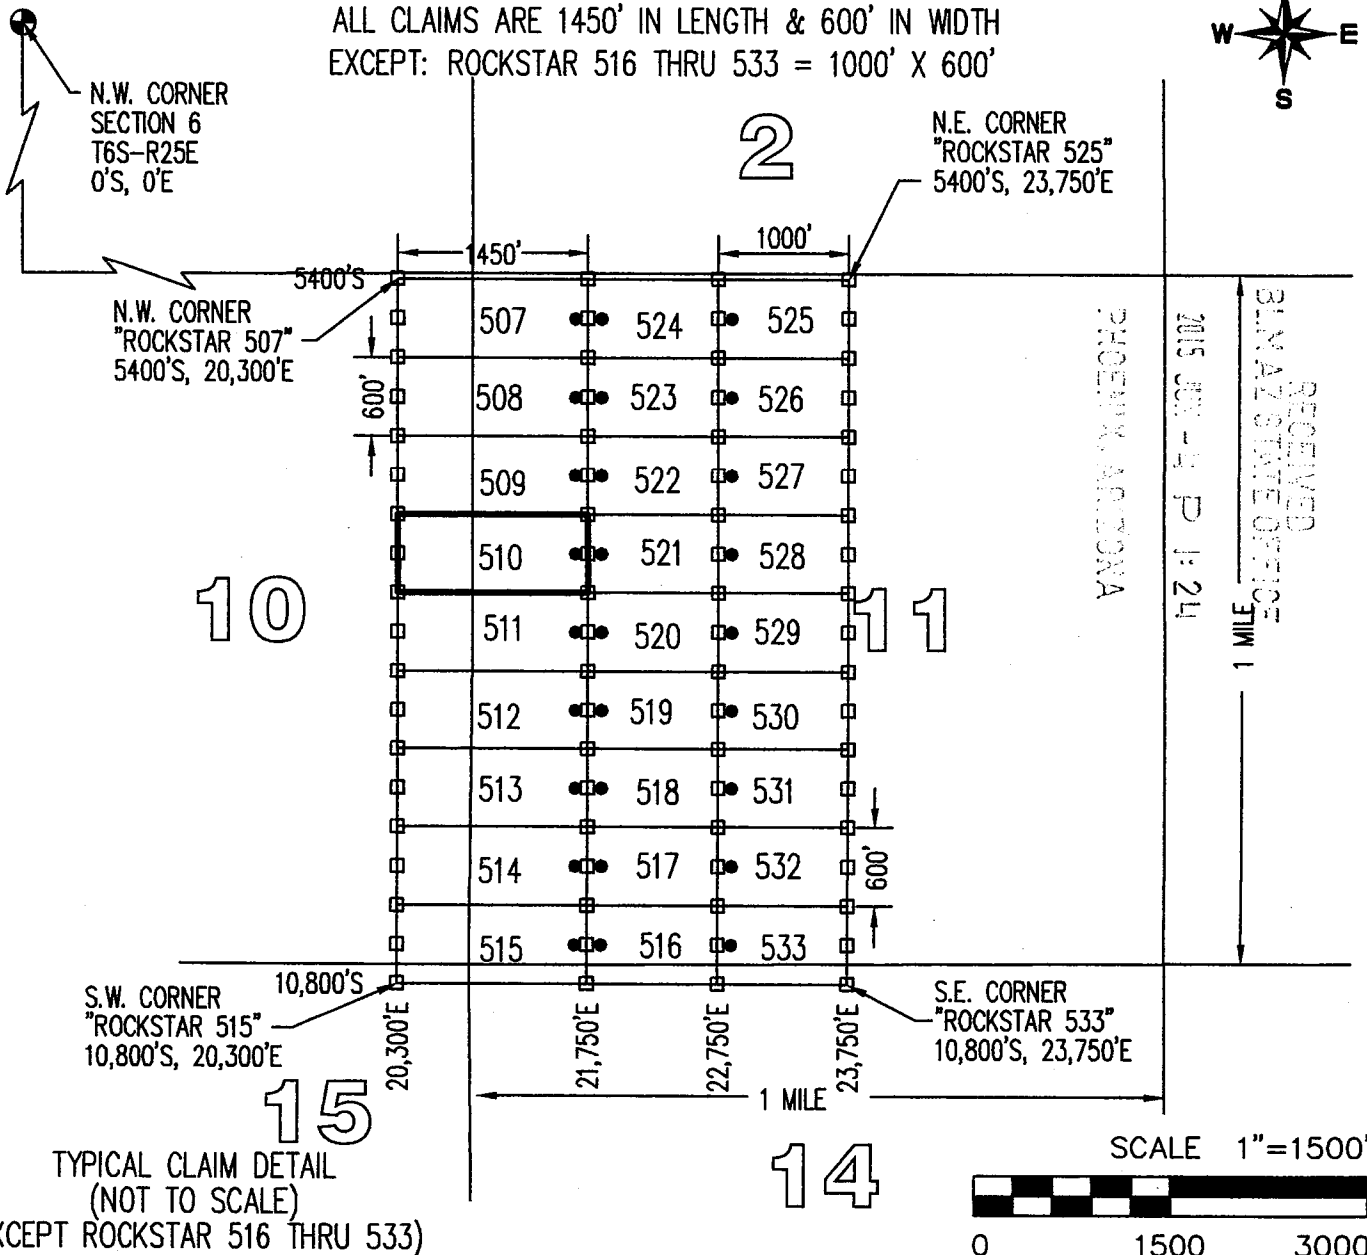 ALL CLAIMS ARE 1450' IN LENGTH & 600' IN WIDTH
EXCEPT: ROCKSTAR 516 THRU 533 = 1000' X 600'
W E
S
N.W. CORNER
SECTION 6
T6S-R25E
0'S, 0'E
2
N.E. CORNER
"ROCKSTAR 525"
5400'S, 23,750'E
1450'
1000'
5400'S
N.W. CORNER
"ROCKSTAR 507"
5400'S, 20,300'E
600'
507 524 525
508 523 526
509 522 527
510 521 528
511 520 529
512 519 530
513 518 531
514 517 532
515 516 533
10
11
RECEIVED
BLM AZ STATE OFFICE
P 1:24
PHOENIX, ARIZONA
1 MILE
600'
10,800'S
S.W. CORNER
"ROCKSTAR 515"
10,800'S, 20,300'E
20,300'E
21,750'E
22,750'E
23,750'E
S.E. CORNER
"ROCKSTAR 533"
10,800'S, 23,750'E
1 MILE
15
14
TYPICAL CLAIM DETAIL
(NOT TO SCALE)
XCEPT ROCKSTAR 516 THRU 533)
SCALE 1"=1500'
0 1500 3000